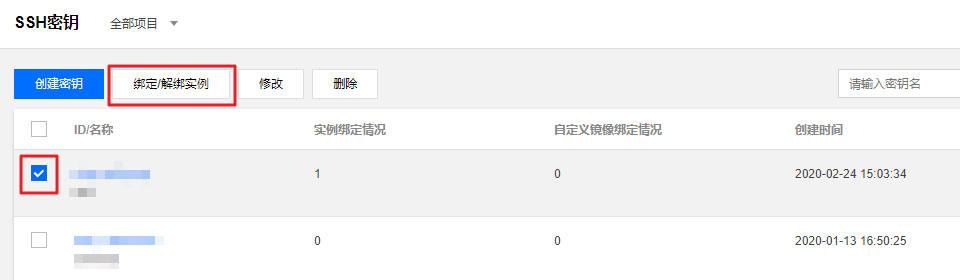 SSH密钥 全部项目
创建密钥 绑定/解绑实例 修改 删除 请输入密钥名
ID/名称 实例绑定情况 自定义镜像绑定情况 创建时间
1 0 2020-02-24 15:03:34
0 0 2020-01-13 16:50:25